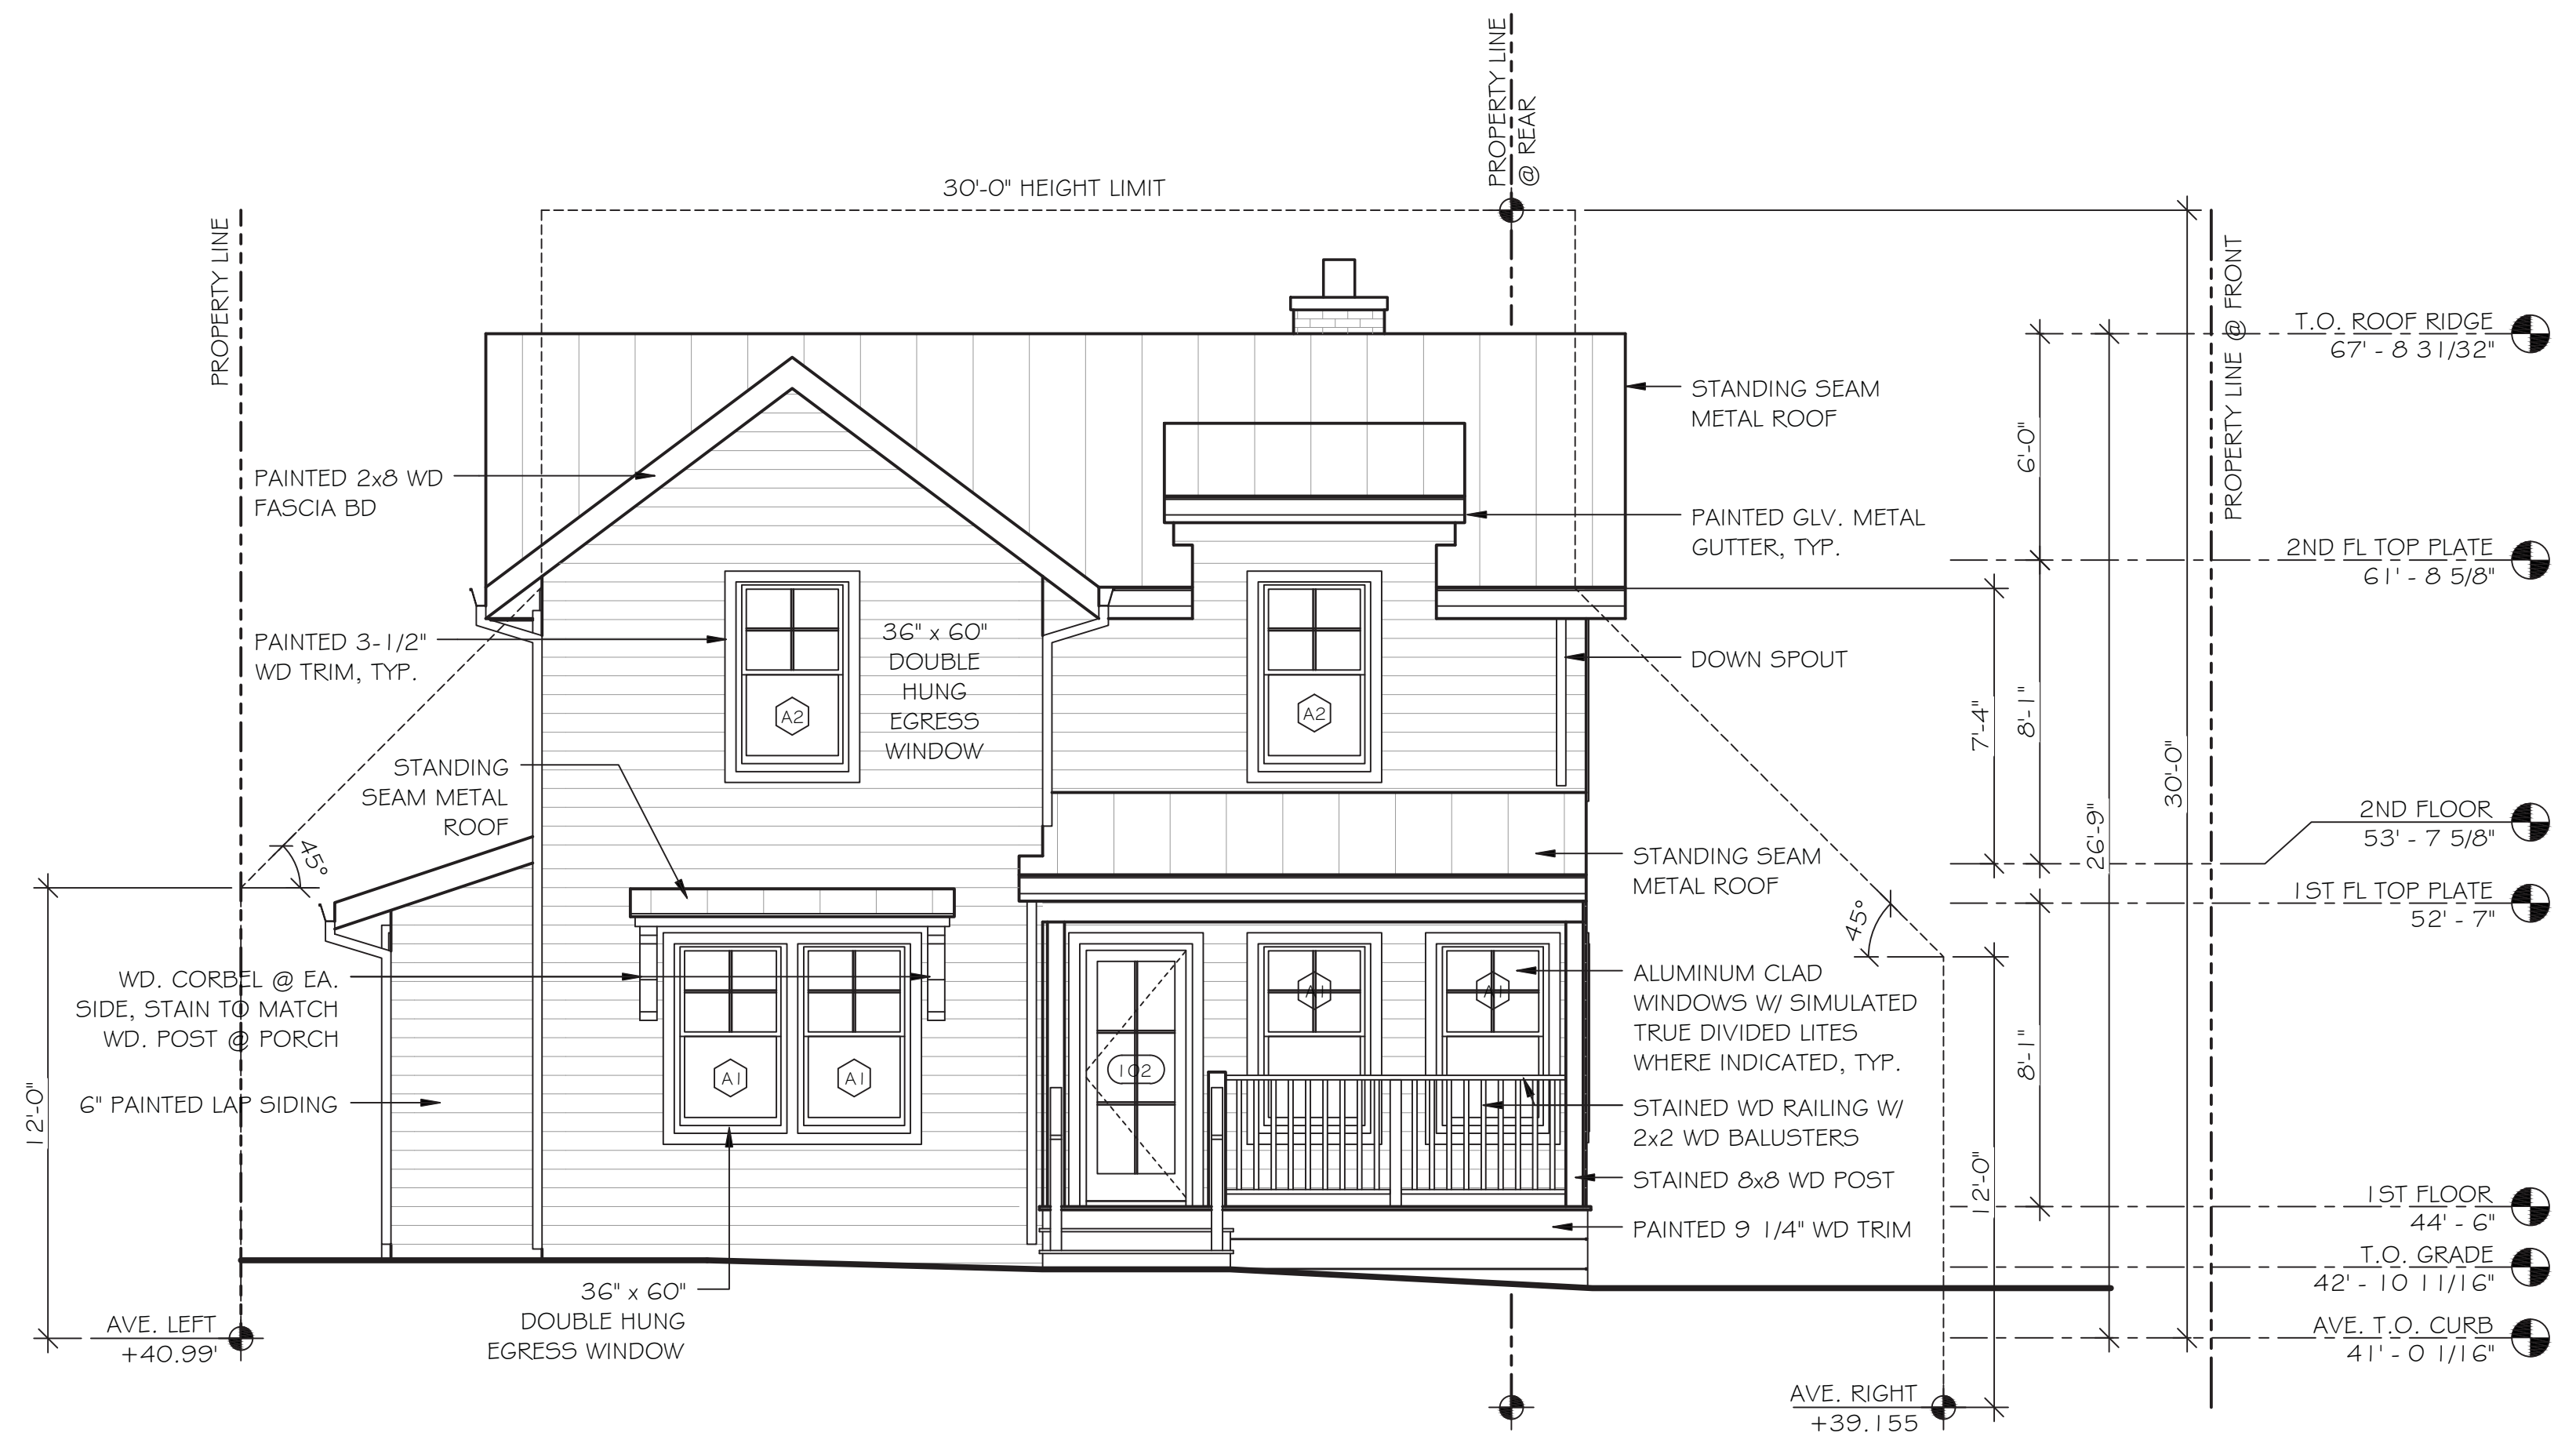 PROPERTY LINE
@ REAR
30'-0" HEIGHT LIMIT
PROPERTY LINE
PROPERTY LINE @ FRONT
T.O. ROOF RIDGE
67' - 8 31/32"
STANDING SEAM
METAL ROOF
6'-0"
PAINTED 2x8 WD
FASCIA BD
PAINTED GLV. METAL
GUTTER, TYP.
2ND FL TOP PLATE
61' - 8 5/8"
PAINTED 3-1/2"
WD TRIM, TYP.
36" x 60"
DOUBLE
HUNG
EGRESS
WINDOW
A2
A2
DOWN SPOUT
7'-4"
8'-1"
30'-0"
26'-9"
STANDING
SEAM METAL
ROOF
45°
2ND FLOOR
53' - 7 5/8"
STANDING SEAM
METAL ROOF
45°
1ST FL TOP PLATE
52' - 7"
WD. CORBEL @ EA.
SIDE, STAIN TO MATCH
WD. POST @ PORCH
A1
A1
102
A1
A1
ALUMINUM CLAD
WINDOWS W/ SIMULATED
TRUE DIVIDED LITES
WHERE INDICATED, TYP.
8'-1"
12'-0"
6" PAINTED LAP SIDING
STAINED WD RAILING W/
2x2 WD BALUSTERS
STAINED 8x8 WD POST
12'-0"
PAINTED 9 1/4" WD TRIM
1ST FLOOR
44' - 6"
T.O. GRADE
42' - 10 11/16"
36" x 60"
DOUBLE HUNG
EGRESS WINDOW
AVE. LEFT
+40.99'
AVE. T.O. CURB
41' - 0 1/16"
AVE. RIGHT
+39.155